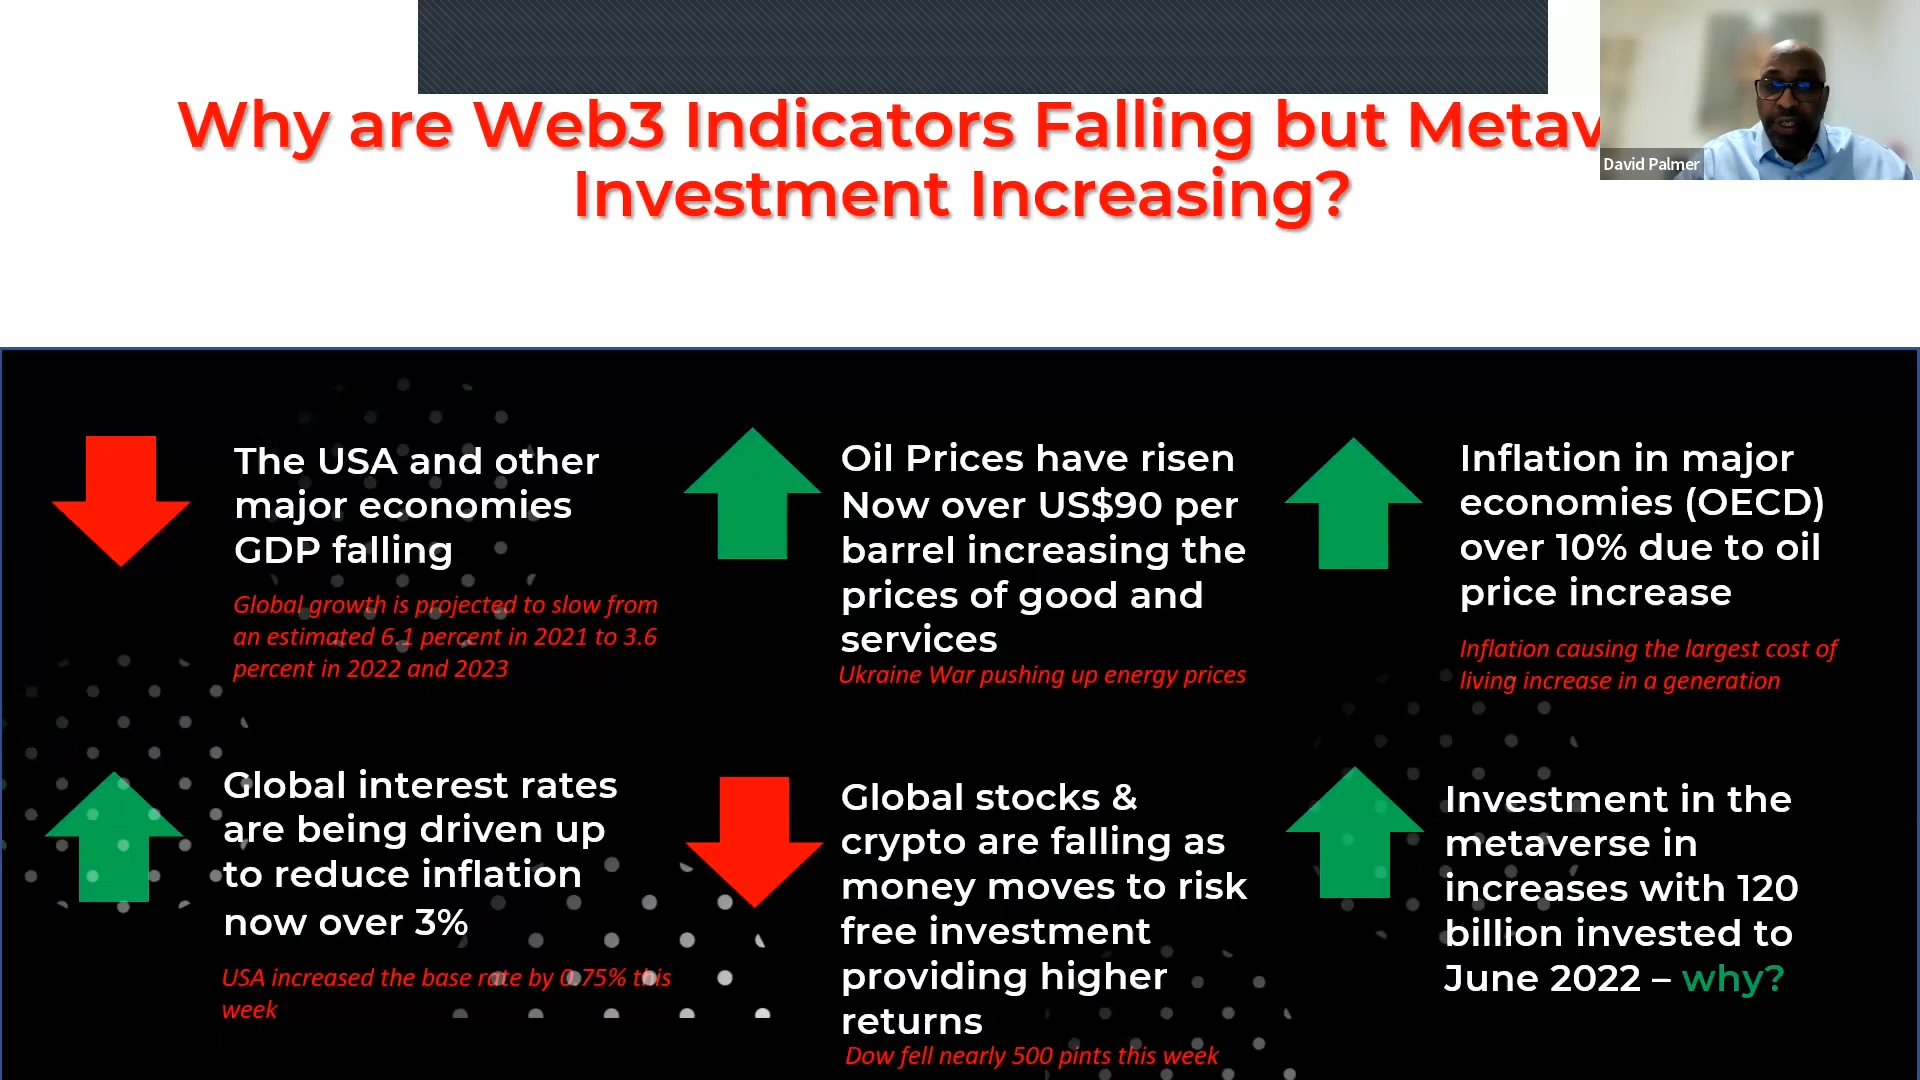 Why are Web3 Indicators Falling but Metav
Investment Increasing?
David Palmer
The USA and other
major economies
GDP falling
Global growth is projected to slow from
an estimated 6.1 percent in 2021 to 3.6
percent in 2022 and 2023
Oil Prices have risen
Now over US$90 per
barrel increasing the
prices of good and
services
Ukraine War pushing up energy prices
Inflation in major
economies (OECD)
over 10% due to oil
price increase
Inflation causing the largest cost of
living increase in a generation
Global interest rates
are being driven up
to reduce inflation
now over 3%
USA increased the base rate by 0.75% this
week
Global stocks &
crypto are falling as
money moves to risk
free investment
providing higher
returns
Dow fell nearly 500 pints this week
Investment in the
metaverse in
increases with 120
billion invested to
June 2022 – why?